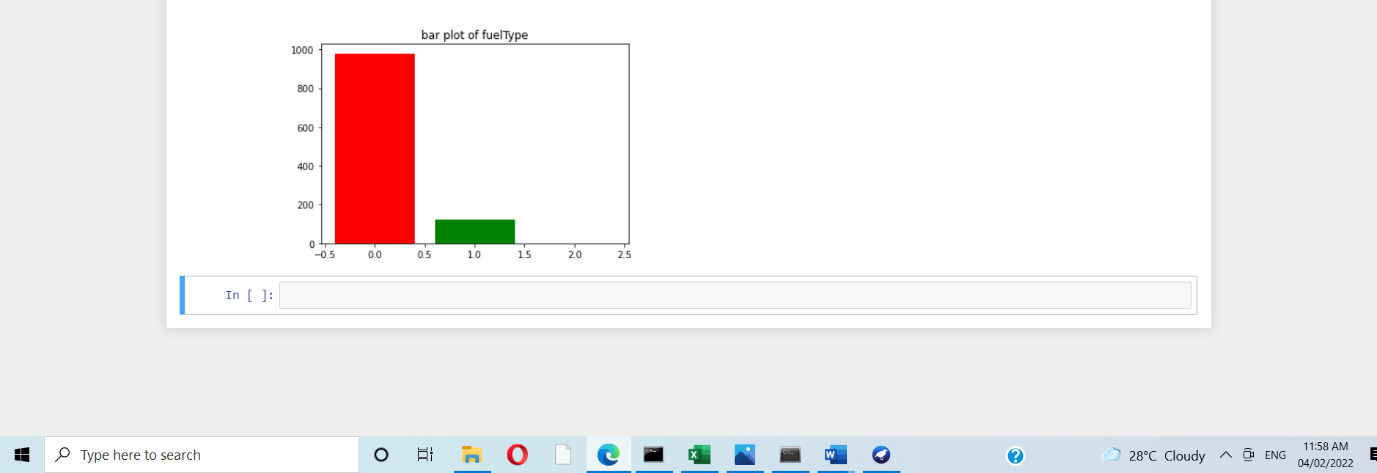 bar plot of fuelType
1000
800
600
400
200
0
−0.5 0.0 0.5 1.0 1.5 2.0 2.5
In [ ]:
Type here to search
28°C Cloudy
ENG
11:58 AM
04/02/2022